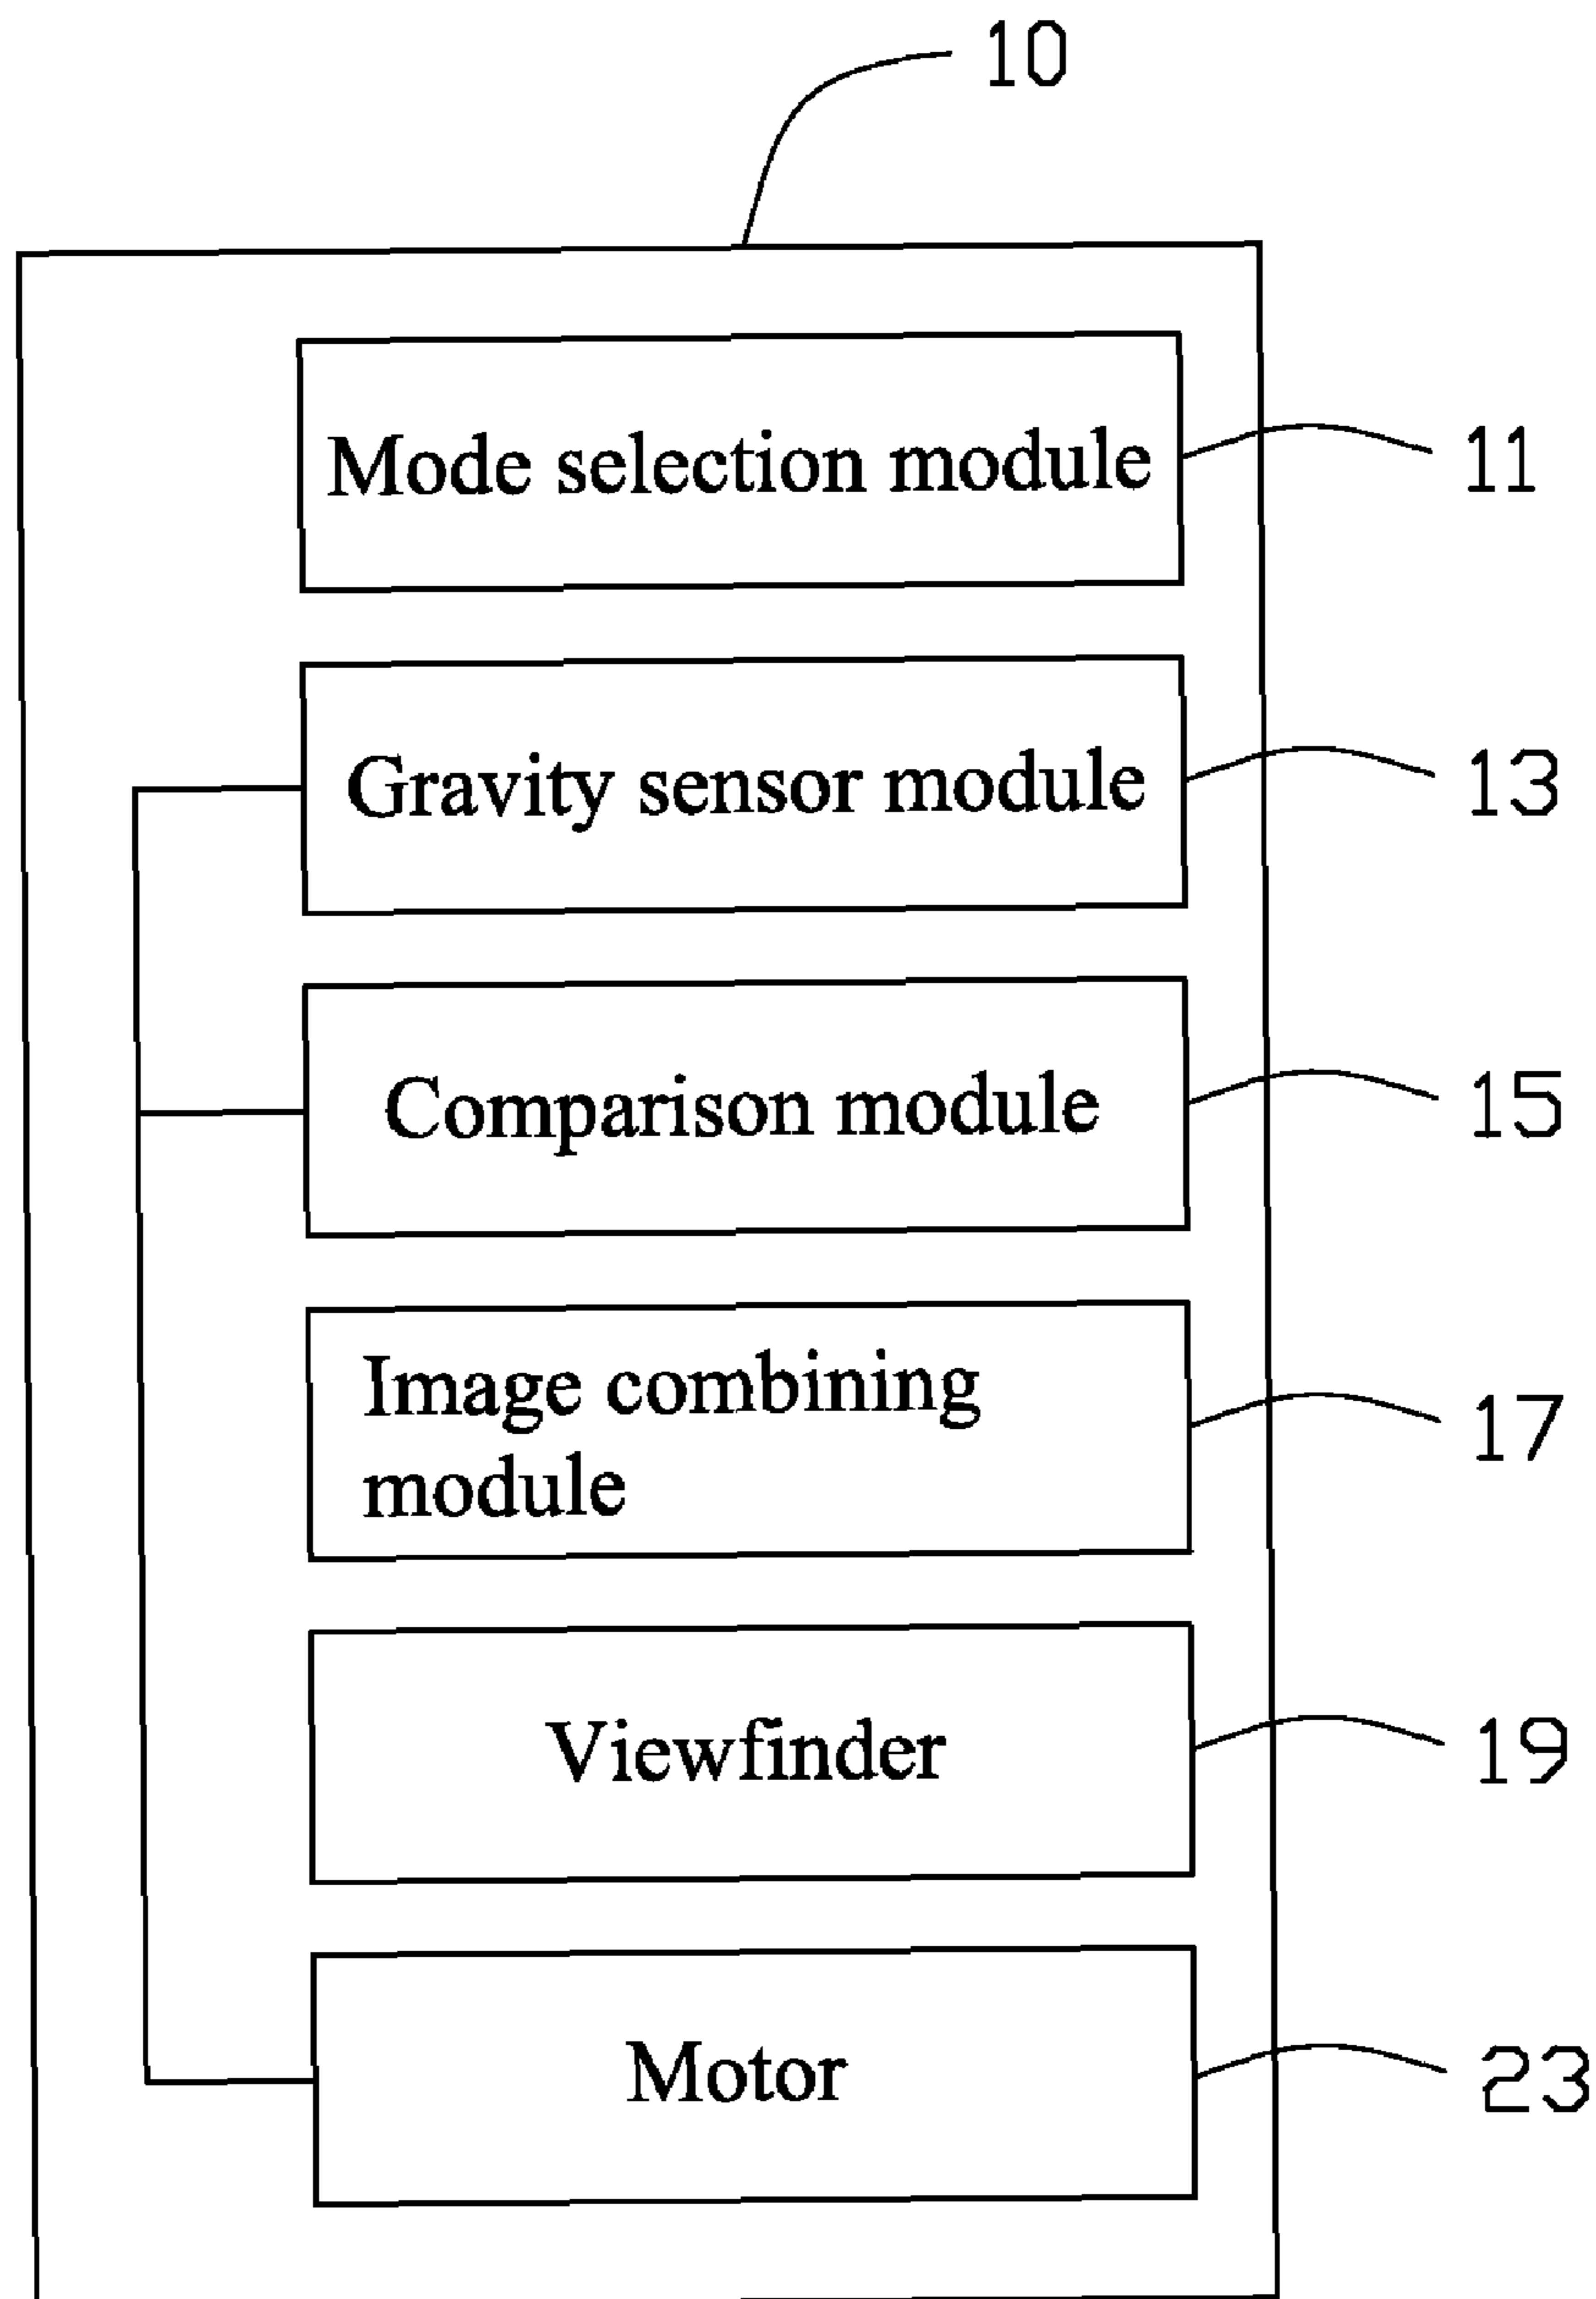 10
Mode selection module
11
Gravity sensor module
13
Comparison module
15
Image combining
module
17
Viewfinder
19
Motor
23